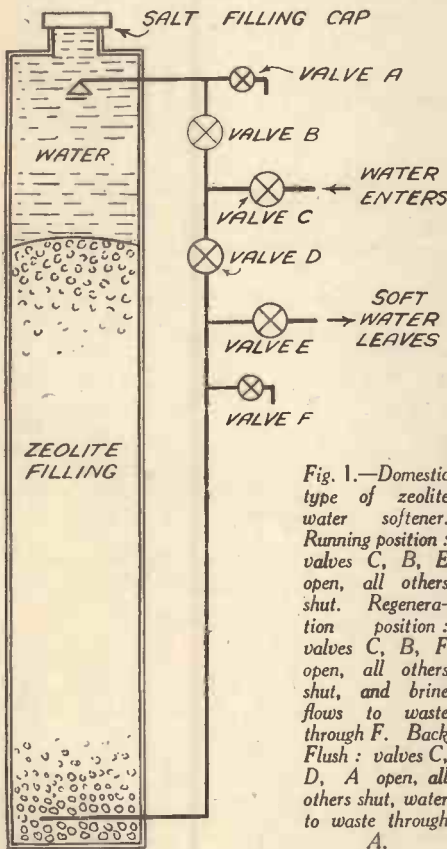 SALT FILLING CAP
VALVE A
VALVE B
WATER
WATER
ENTERS
VALVE C
VALVE D
SOFT
WATER
LEAVES
VALVE E
VALVE F
ZEOLITE
FILLING
Fig. 1.—Domestic
type of zeolite
water softener.
Running position :
valves C, B, E
open, all others
shut. Regenera-
tion position :
valves C, B, F
open, all others
shut, and brine
flows to waste
through F. Back
Flush : valves C,
D, A open, all
others shut, water
to waste through
A.